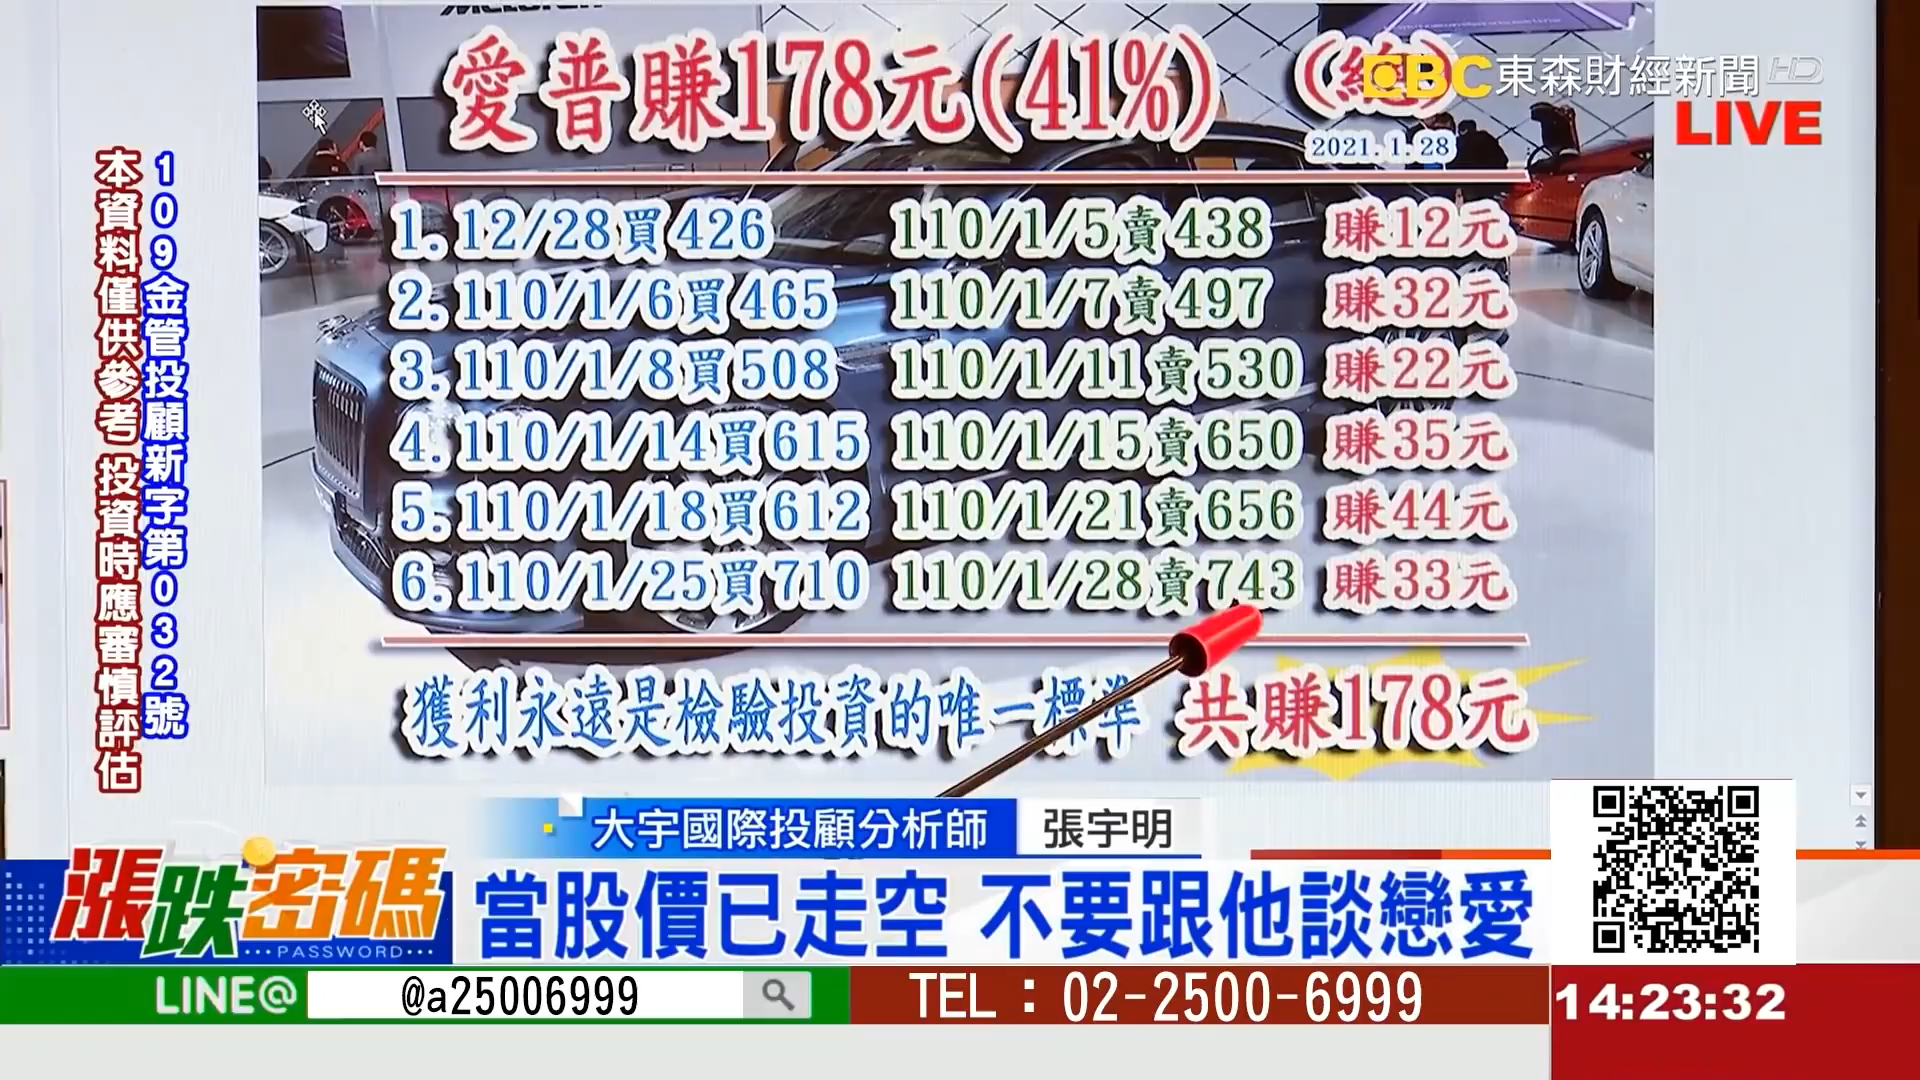 愛普賺178元(41%)
(總)
EBC東森財經新聞HD
LIVE
2021.1.28
1.12/28買426 110/1/5賣438 賺12元
2.110/1/6買465 110/1/7賣497 賺32元
3.110/1/8買508 110/1/11賣530 賺22元
4.110/1/14買615 110/1/15賣650 賺35元
5.110/1/18買612 110/1/21賣656 賺44元
6.110/1/25買710 110/1/28賣743 賺33元
獲利永遠是檢驗投資的唯一標準 共賺178元
109金管投顧新字第032號
本資料僅供參考 投資時應審慎評估
大宇國際投顧分析師 張宇明
漲跌密碼
PASSWORD
當股價已走空 不要跟他談戀愛
LINE@ @a25006999
TEL：02-2500-6999
14:23:32